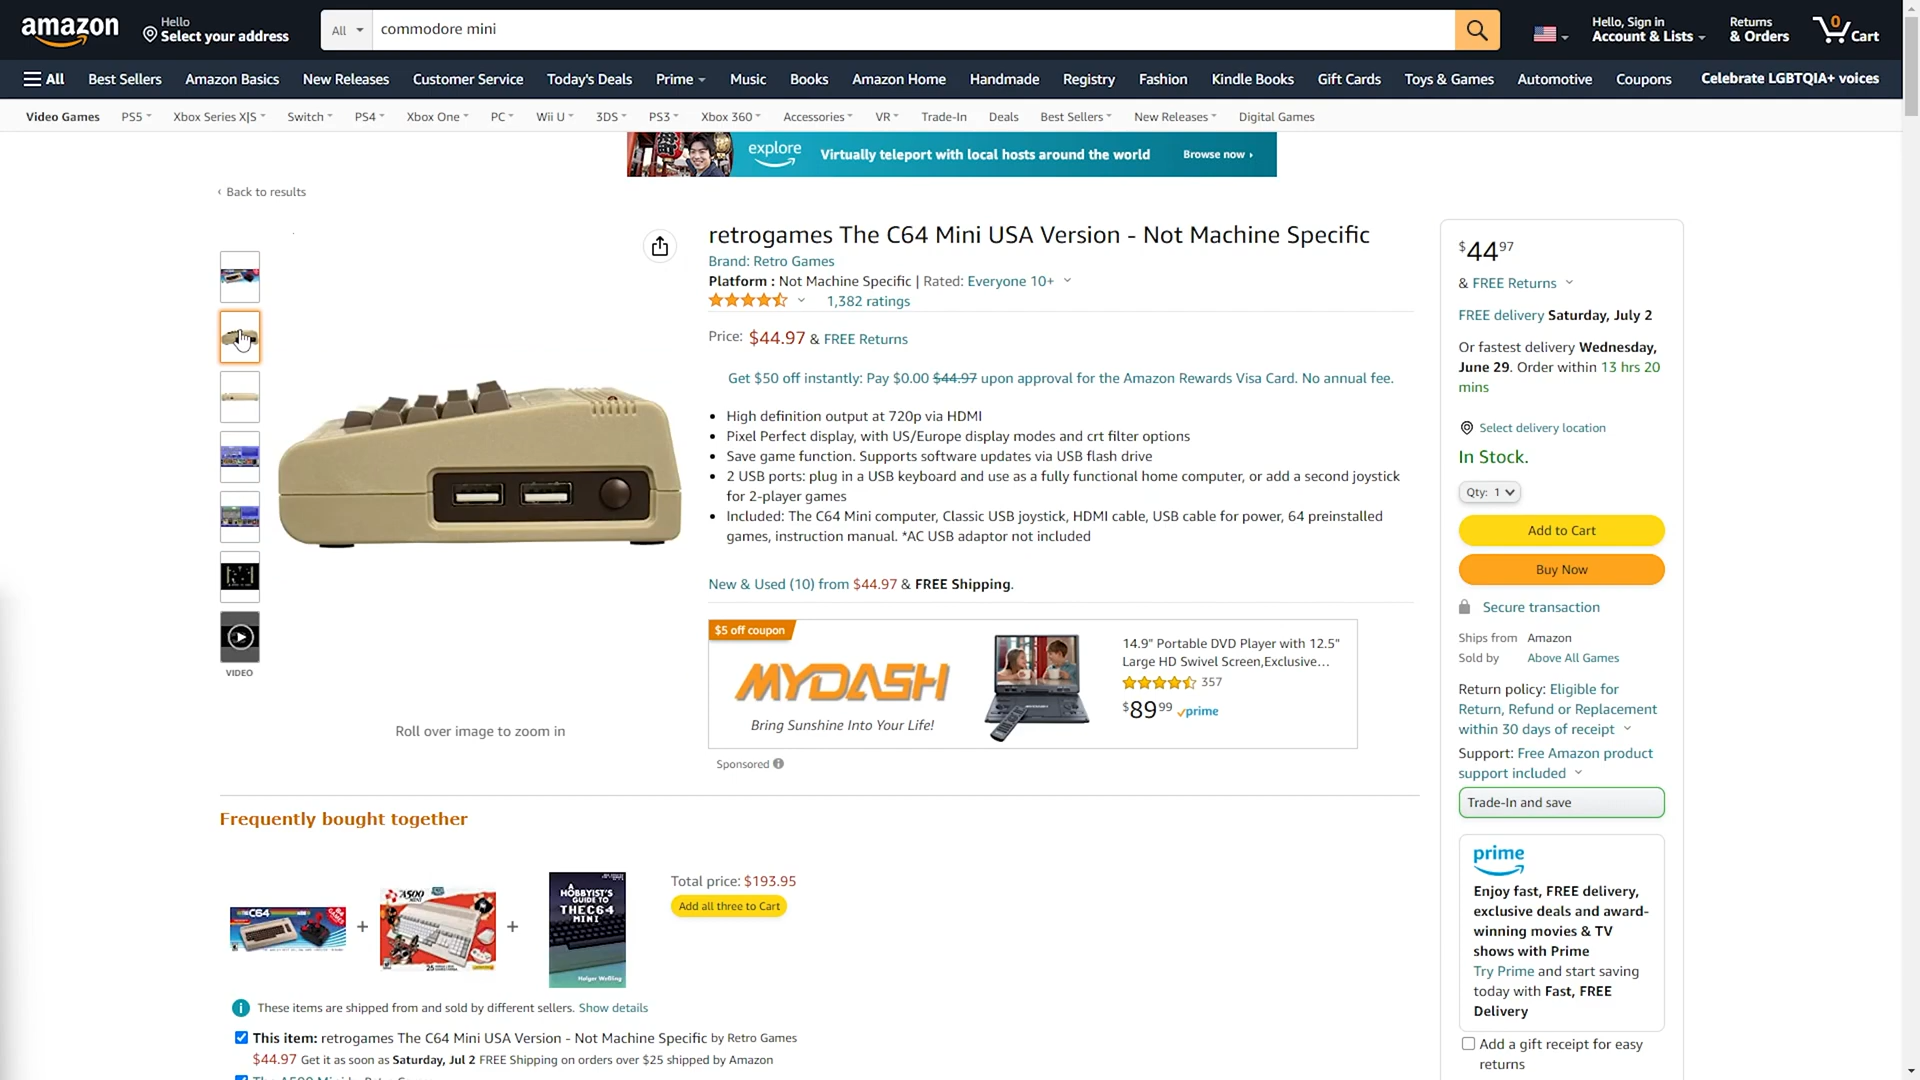 amazon
Hello
Select your address
All
commodore mini
Hello, Sign in
Account & Lists
Returns
& Orders
0
Cart
All
Best Sellers
Amazon Basics
New Releases
Customer Service
Today's Deals
Prime
Music
Books
Amazon Home
Handmade
Registry
Fashion
Kindle Books
Gift Cards
Toys & Games
Automotive
Coupons
Celebrate LGBTQIA+ voices
Video Games
PS5
Xbox Series X|S
Switch
PS4
Xbox One
PC
Wii U
3DS
PS3
Xbox 360
Accessories
VR
Trade-In
Deals
Best Sellers
New Releases
Digital Games
explore
Virtually teleport with local hosts around the world
Browse now ›
‹ Back to results
retrogames The C64 Mini USA Version - Not Machine Specific
Brand: Retro Games
Platform : Not Machine Specific | Rated: Everyone 10+
1,382 ratings
Price: $44.97 & FREE Returns
Get $50 off instantly: Pay $0.00 $44.97 upon approval for the Amazon Rewards Visa Card. No annual fee.
• High definition output at 720p via HDMI
• Pixel Perfect display, with US/Europe display modes and crt filter options
• Save game function. Supports software updates via USB flash drive
• 2 USB ports: plug in a USB keyboard and use as a fully functional home computer, or add a second joystick
for 2-player games
• Included: The C64 Mini computer, Classic USB joystick, HDMI cable, USB cable for power, 64 preinstalled
games, instruction manual. *AC USB adaptor not included
New & Used (10) from $44.97 & FREE Shipping.
$5 off coupon
MYDASH
Bring Sunshine Into Your Life!
14.9" Portable DVD Player with 12.5"
Large HD Swivel Screen,Exclusive...
357
$89.99 prime
Sponsored
VIDEO
Roll over image to zoom in
$44.97
& FREE Returns
FREE delivery Saturday, July 2
Or fastest delivery Wednesday,
June 29. Order within 13 hrs 20
mins
Select delivery location
In Stock.
Qty: 1
Add to Cart
Buy Now
Secure transaction
Ships from Amazon
Sold by Above All Games
Return policy: Eligible for
Return, Refund or Replacement
within 30 days of receipt
Support: Free Amazon product
support included
Trade-In and save
prime
Enjoy fast, FREE delivery,
exclusive deals and award-
winning movies & TV
shows with Prime
Try Prime and start saving
today with Fast, FREE
Delivery
Add a gift receipt for easy
returns
Frequently bought together
THEC64
+
A500
MINI
25
+
A
HOBBYIST'S
GUIDE TO
THEC64
MINI
Holger Weßling
Total price: $193.95
Add all three to Cart
These items are shipped from and sold by different sellers. Show details
This item: retrogames The C64 Mini USA Version - Not Machine Specific by Retro Games
$44.97 Get it as soon as Saturday, Jul 2 FREE Shipping on orders over $25 shipped by Amazon